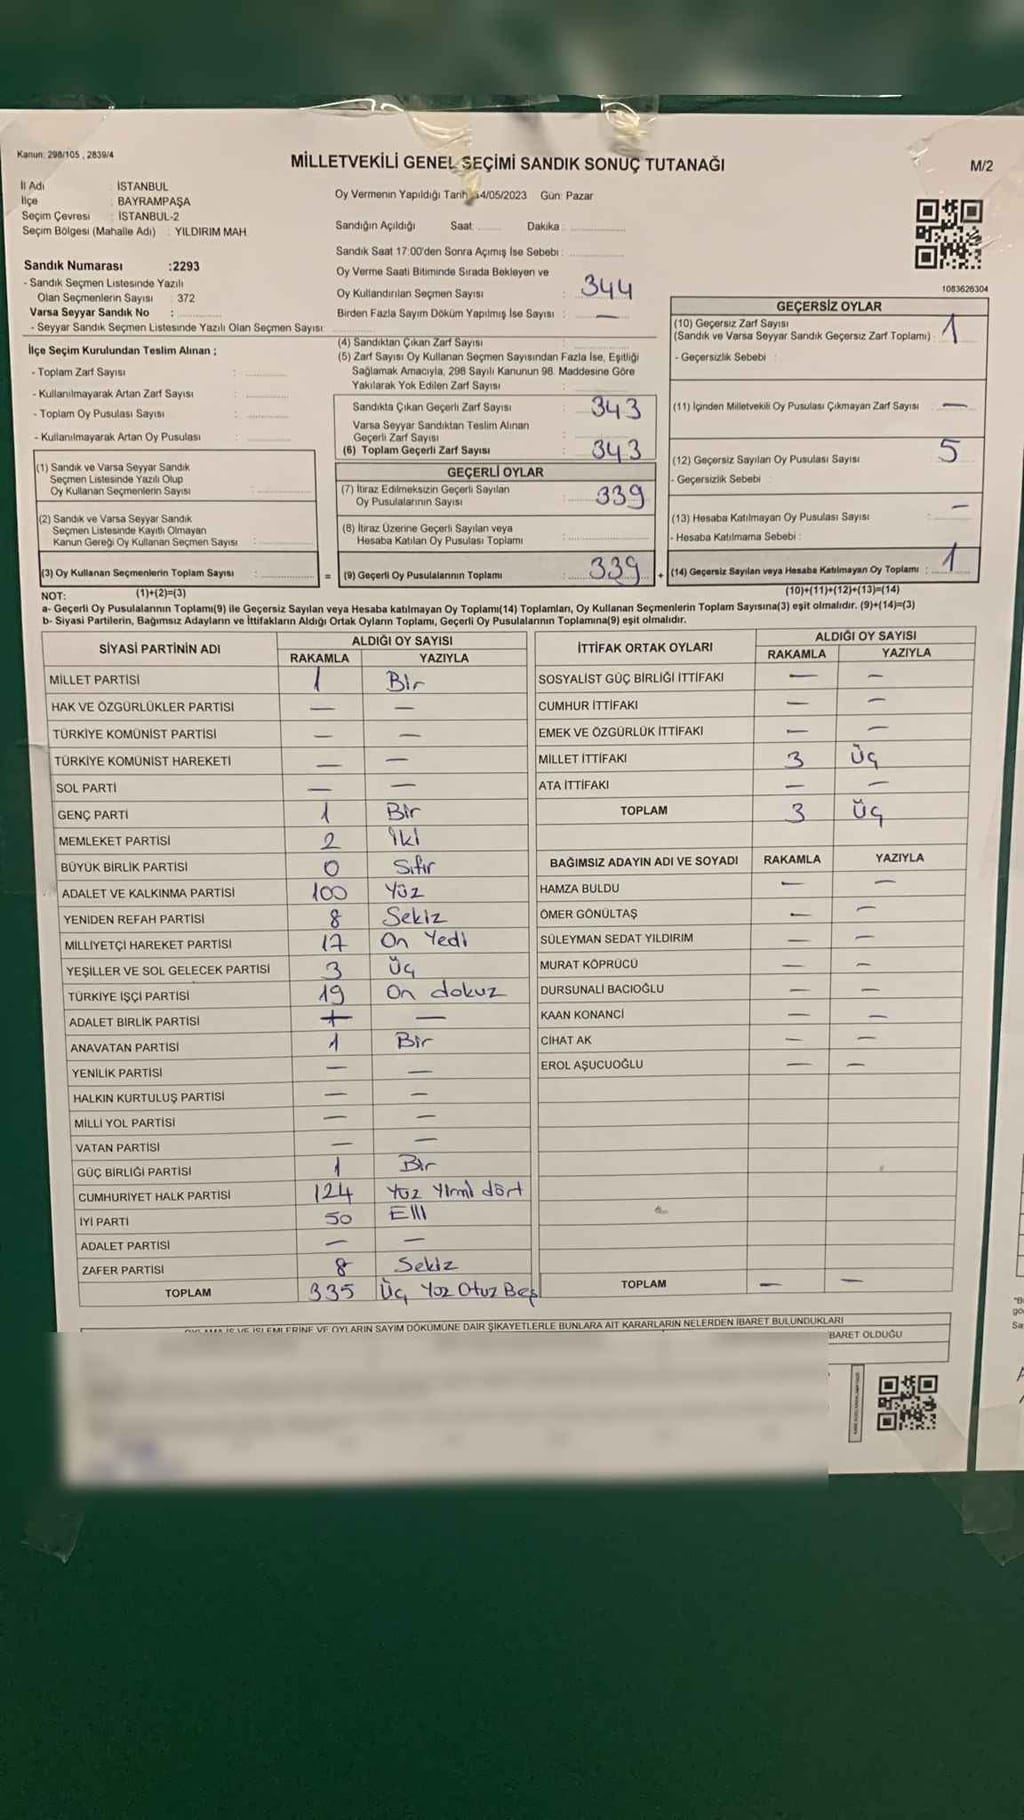 Kanun: 298/105 , 2839/4
MİLLETVEKİLİ GENEL SEÇİMİ SANDIK SONUÇ TUTANAĞI
M/2
İl Adı : İSTANBUL
İlçe : BAYRAMPAŞA
Seçim Çevresi : İSTANBUL-2
Seçim Bölgesi (Mahalle Adı) : YILDIRIM MAH
Oy Vermenin Yapıldığı Tarih 14/05/2023 Gün: Pazar
Sandığın Açıldığı Saat Dakika
Sandık Saat 17:00'den Sonra Açımış İse Sebebi :
Sandık Numarası :2293
- Sandık Seçmen Listesinde Yazılı
Olan Seçmenlerin Sayısı : 372
Varsa Seyyar Sandık No :
- Seyyar Sandık Seçmen Listesinde Yazılı Olan Seçmen Sayısı:
Oy Verme Saati Bitiminde Sırada Bekleyen ve
Oy Kullandırılan Seçmen Sayısı : 344
Birden Fazla Sayım Döküm Yapılmış İse Sayısı : —
1083626304
İlçe Seçim Kurulundan Teslim Alınan ;
- Toplam Zarf Sayısı :
- Kullanılmayarak Artan Zarf Sayısı :
- Toplam Oy Pusulası Sayısı :
- Kullanılmayarak Artan Oy Pusulası :
(4) Sandıktan Çıkan Zarf Sayısı :
(5) Zarf Sayısı Oy Kullanan Seçmen Sayısından Fazla İse, Eşitliği
Sağlamak Amacıyla, 298 Sayılı Kanunun 98. Maddesine Göre
Yakılarak Yok Edilen Zarf Sayısı :
Sandıkta Çıkan Geçerli Zarf Sayısı : 343
Varsa Seyyar Sandıktan Teslim Alınan
Geçerli Zarf Sayısı :
(6) Toplam Geçerli Zarf Sayısı : 343
GEÇERSİZ OYLAR
(10) Geçersiz Zarf Sayısı
(Sandık ve Varsa Seyyar Sandık Geçersiz Zarf Toplamı) : 1
- Geçersizlik Sebebi :
(11) İçinden Milletvekili Oy Pusulası Çıkmayan Zarf Sayısı : —
(12) Geçersiz Sayılan Oy Pusulası Sayısı : 5
- Geçersizlik Sebebi :
(13) Hesaba Katılmayan Oy Pusulası Sayısı : —
- Hesaba Katılmama Sebebi :
(14) Geçersiz Sayılan veya Hesaba Katılmayan Oy Toplamı : 1
(1) Sandık ve Varsa Seyyar Sandık
Seçmen Listesinde Yazılı Olup
Oy Kullanan Seçmenlerin Sayısı :
(2) Sandık ve Varsa Seyyar Sandık
Seçmen Listesinde Kayıtlı Olmayan
Kanun Gereği Oy Kullanan Seçmen Sayısı :
(3) Oy Kullanan Seçmenlerin Toplam Sayısı :
GEÇERLİ OYLAR
(7) İtiraz Edilmeksizin Geçerli Sayılan
Oy Pusulalarının Sayısı : 339
(8) İtiraz Üzerine Geçerli Sayılan veya
Hesaba Katılan Oy Pusulası Toplamı :
= (9) Geçerli Oy Pusulalarının Toplamı : 339 +
NOT: (1)+(2)=(3)
(10)+(11)+(12)+(13)=(14)
a- Geçerli Oy Pusulalarının Toplamı(9) ile Geçersiz Sayılan veya Hesaba katılmayan Oy Toplamı(14) Toplamları, Oy Kullanan Seçmenlerin Toplam Sayısına(3) eşit olmalıdır. (9)+(14)=(3)
b- Siyasi Partilerin, Bağımsız Adayların ve İttifakların Aldığı Ortak Oyların Toplamı, Geçerli Oy Pusulalarının Toplamına(9) eşit olmalıdır.
SİYASİ PARTİNİN ADI ALDIĞI OY SAYISI
RAKAMLA YAZIYLA
MİLLET PARTİSİ 1 Bir
HAK VE ÖZGÜRLÜKLER PARTİSİ — —
TÜRKİYE KOMÜNİST PARTİSİ — —
TÜRKİYE KOMÜNİST HAREKETİ — —
SOL PARTİ — —
GENÇ PARTİ 1 Bir
MEMLEKET PARTİSİ 2 İki
BÜYÜK BİRLİK PARTİSİ 0 Sıfır
ADALET VE KALKINMA PARTİSİ 100 Yüz
YENİDEN REFAH PARTİSİ 8 Sekiz
MİLLİYETÇİ HAREKET PARTİSİ 17 On Yedi
YEŞİLLER VE SOL GELECEK PARTİSİ 3 Üç
TÜRKİYE İŞÇİ PARTİSİ 19 On dokuz
ADALET BİRLİK PARTİSİ —
ANAVATAN PARTİSİ 1 Bir
YENİLİK PARTİSİ — —
HALKIN KURTULUŞ PARTİSİ — —
MİLLİ YOL PARTİSİ — —
VATAN PARTİSİ — —
GÜÇ BİRLİĞİ PARTİSİ 1 Bir
CUMHURİYET HALK PARTİSİ 124 Yüz Yirmi dört
İYİ PARTİ 50 Elli
ADALET PARTİSİ — —
ZAFER PARTİSİ 8 Sekiz
TOPLAM 335 Üç Yüz Otuz Beş
İTTİFAK ORTAK OYLARI ALDIĞI OY SAYISI
RAKAMLA YAZIYLA
SOSYALİST GÜÇ BİRLİĞİ İTTİFAKI — —
CUMHUR İTTİFAKI — —
EMEK VE ÖZGÜRLÜK İTTİFAKI — —
MİLLET İTTİFAKI 3 Üç
ATA İTTİFAKI — —
TOPLAM 3 Üç
BAĞIMSIZ ADAYIN ADI VE SOYADI RAKAMLA YAZIYLA
HAMZA BULDU — —
ÖMER GÖNÜLTAŞ — —
SÜLEYMAN SEDAT YILDIRIM — —
MURAT KÖPRÜCÜ — —
DURSUNALİ BACIOĞLU — —
KAAN KONANCİ — —
CİHAT AK — —
EROL AŞUCUOĞLU — —
TOPLAM — —
OYLAMA İŞ VE İŞLEMLERİNE VE OYLARIN SAYIM DÖKÜMÜNE DAİR ŞİKAYETLERLE BUNLARA AİT KARARLARIN NELERDEN İBARET BULUNDUKLARI
BARET OLDUĞU